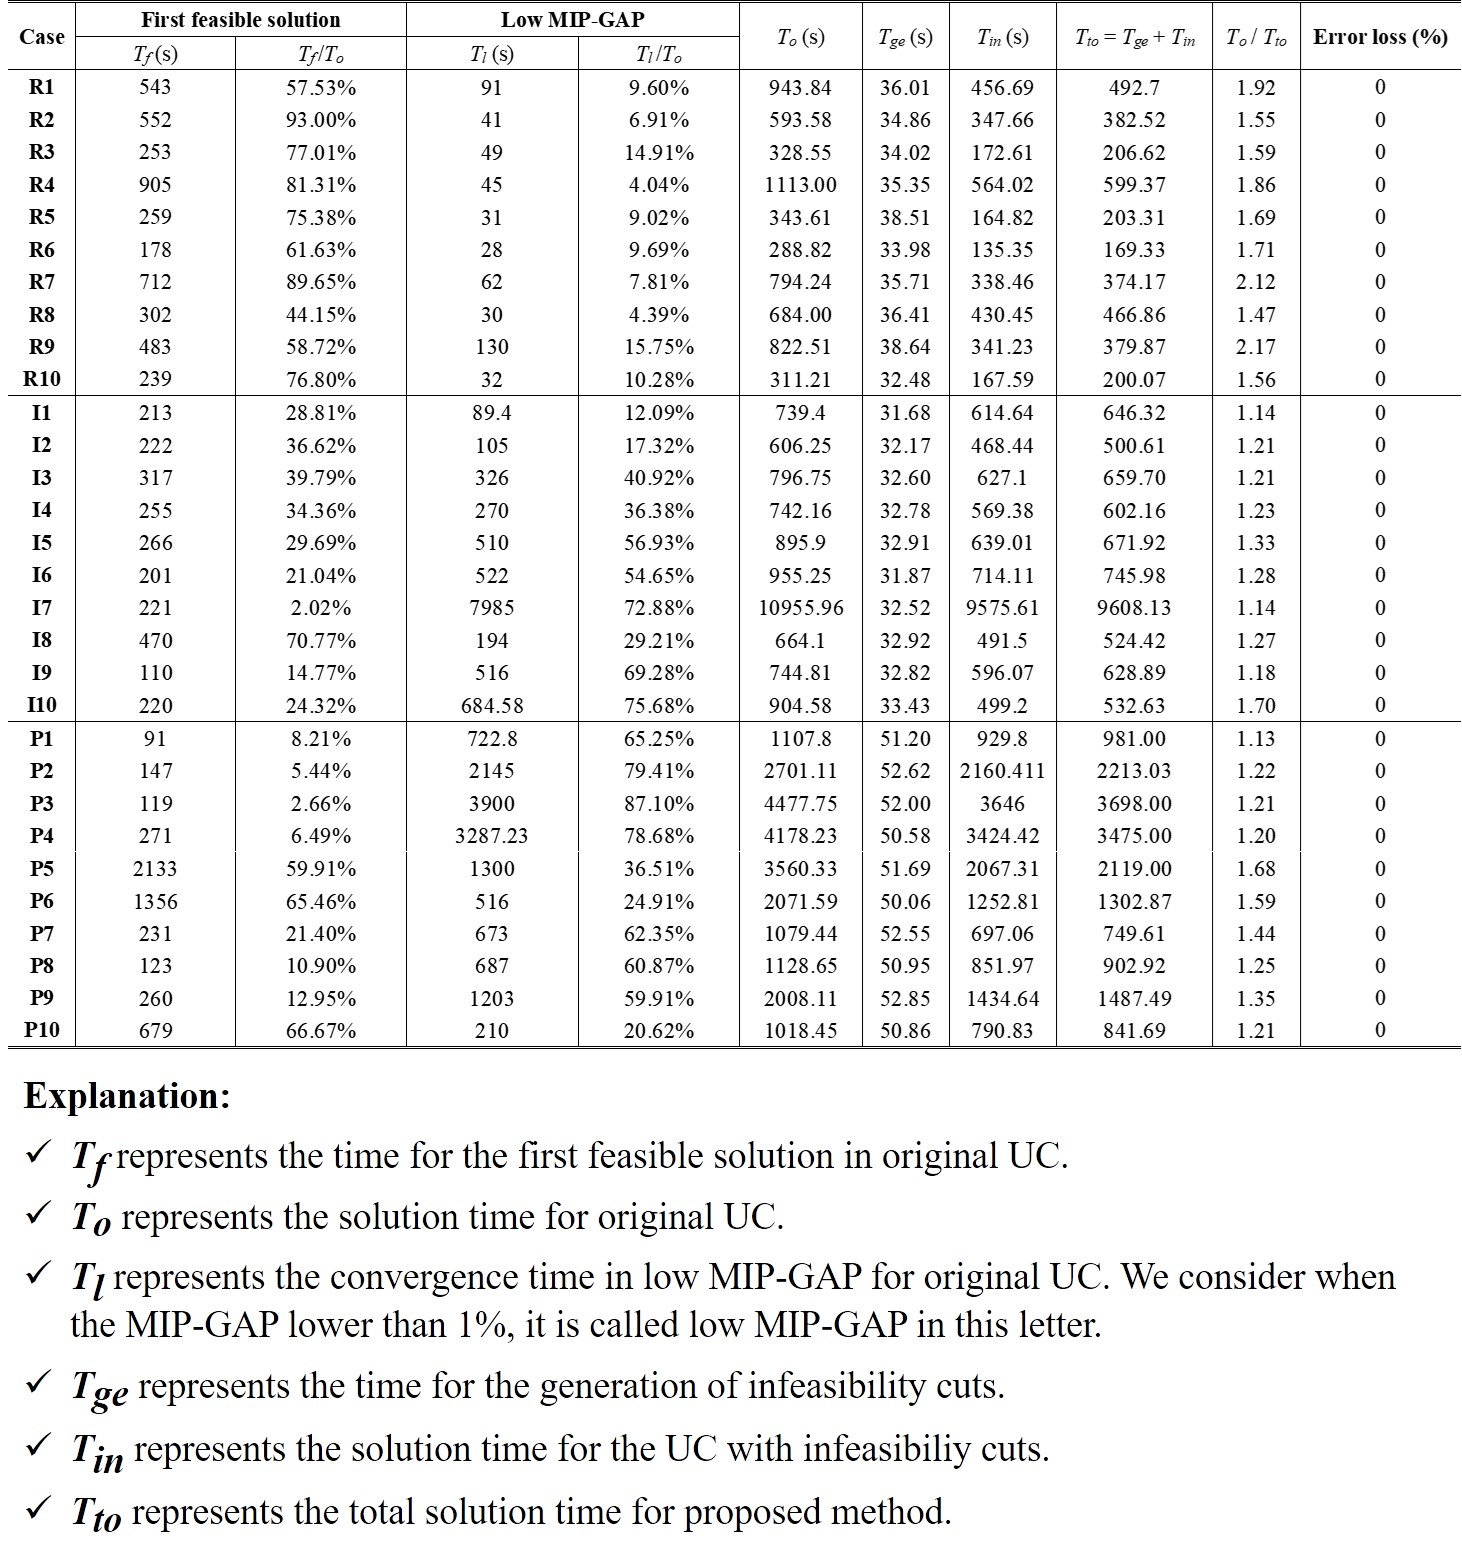 Case First feasible solution Low MIP-GAP To (s) Tge (s) Tin (s) Tto = Tge + Tin To / Tto Error loss (%)
Tf (s) Tf/To Tl (s) Tl/To
R1 543 57.53% 91 9.60% 943.84 36.01 456.69 492.7 1.92 0
R2 552 93.00% 41 6.91% 593.58 34.86 347.66 382.52 1.55 0
R3 253 77.01% 49 14.91% 328.55 34.02 172.61 206.62 1.59 0
R4 905 81.31% 45 4.04% 1113.00 35.35 564.02 599.37 1.86 0
R5 259 75.38% 31 9.02% 343.61 38.51 164.82 203.31 1.69 0
R6 178 61.63% 28 9.69% 288.82 33.98 135.35 169.33 1.71 0
R7 712 89.65% 62 7.81% 794.24 35.71 338.46 374.17 2.12 0
R8 302 44.15% 30 4.39% 684.00 36.41 430.45 466.86 1.47 0
R9 483 58.72% 130 15.75% 822.51 38.64 341.23 379.87 2.17 0
R10 239 76.80% 32 10.28% 311.21 32.48 167.59 200.07 1.56 0
I1 213 28.81% 89.4 12.09% 739.4 31.68 614.64 646.32 1.14 0
I2 222 36.62% 105 17.32% 606.25 32.17 468.44 500.61 1.21 0
I3 317 39.79% 326 40.92% 796.75 32.60 627.1 659.70 1.21 0
I4 255 34.36% 270 36.38% 742.16 32.78 569.38 602.16 1.23 0
I5 266 29.69% 510 56.93% 895.9 32.91 639.01 671.92 1.33 0
I6 201 21.04% 522 54.65% 955.25 31.87 714.11 745.98 1.28 0
I7 221 2.02% 7985 72.88% 10955.96 32.52 9575.61 9608.13 1.14 0
I8 470 70.77% 194 29.21% 664.1 32.92 491.5 524.42 1.27 0
I9 110 14.77% 516 69.28% 744.81 32.82 596.07 628.89 1.18 0
I10 220 24.32% 684.58 75.68% 904.58 33.43 499.2 532.63 1.70 0
P1 91 8.21% 722.8 65.25% 1107.8 51.20 929.8 981.00 1.13 0
P2 147 5.44% 2145 79.41% 2701.11 52.62 2160.411 2213.03 1.22 0
P3 119 2.66% 3900 87.10% 4477.75 52.00 3646 3698.00 1.21 0
P4 271 6.49% 3287.23 78.68% 4178.23 50.58 3424.42 3475.00 1.20 0
P5 2133 59.91% 1300 36.51% 3560.33 51.69 2067.31 2119.00 1.68 0
P6 1356 65.46% 516 24.91% 2071.59 50.06 1252.81 1302.87 1.59 0
P7 231 21.40% 673 62.35% 1079.44 52.55 697.06 749.61 1.44 0
P8 123 10.90% 687 60.87% 1128.65 50.95 851.97 902.92 1.25 0
P9 260 12.95% 1203 59.91% 2008.11 52.85 1434.64 1487.49 1.35 0
P10 679 66.67% 210 20.62% 1018.45 50.86 790.83 841.69 1.21 0
Explanation:
✓ Tf represents the time for the first feasible solution in original UC.
✓ To represents the solution time for original UC.
✓ Tl represents the convergence time in low MIP-GAP for original UC. We consider when
the MIP-GAP lower than 1%, it is called low MIP-GAP in this letter.
✓ Tge represents the time for the generation of infeasibility cuts.
✓ Tin represents the solution time for the UC with infeasibiliy cuts.
✓ Tto represents the total solution time for proposed method.